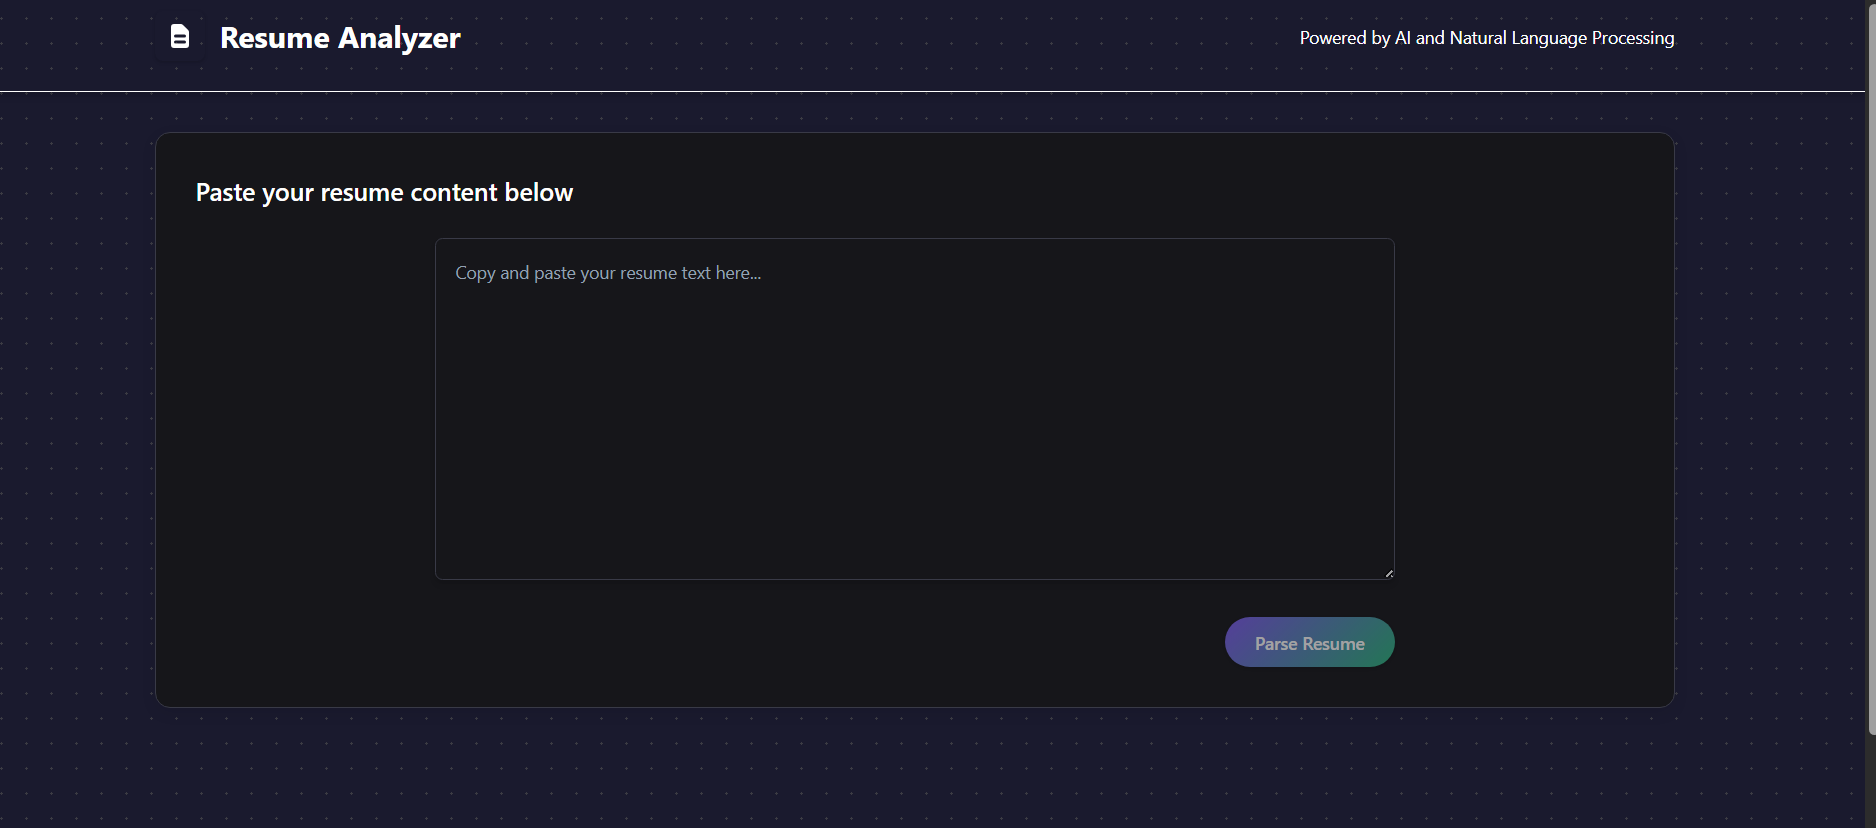 Resume Analyzer
Powered by AI and Natural Language Processing
Paste your resume content below
Copy and paste your resume text here...
Parse Resume